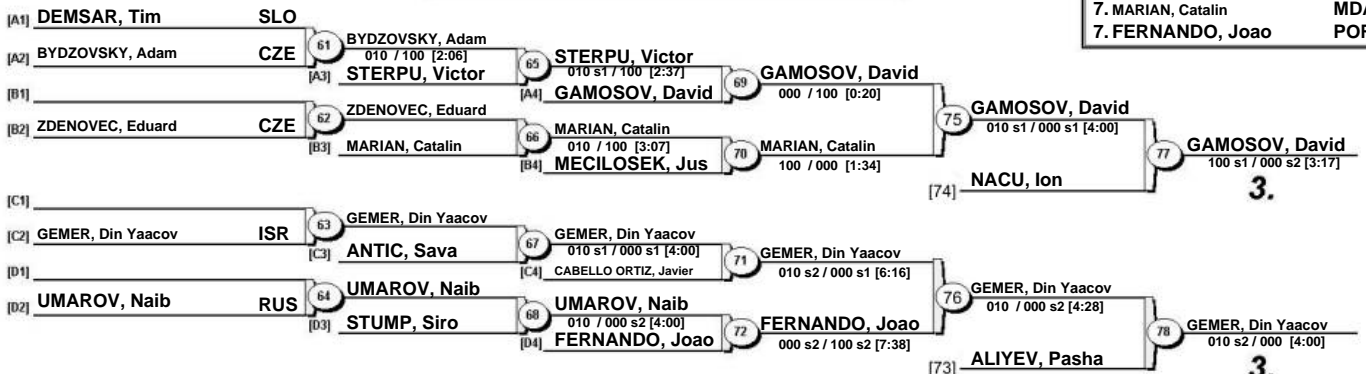 7. MARIAN, Catalin
7. FERNANDO, Joao
[A1] DEMSAR, Tim SLO
[A2] BYDZOVSKY, Adam CZE
61 BYDZOVSKY, Adam
010 / 100 [2:06]
[A3] STERPU, Victor
65 STERPU, Victor
010 s1 / 100 [2:37]
[A4] GAMOSOV, David
69 GAMOSOV, David
000 / 100 [0:20]
[B1]
[B2] ZDENOVEC, Eduard CZE
62 ZDENOVEC, Eduard
[B3] MARIAN, Catalin
66 MARIAN, Catalin
010 / 100 [3:07]
[B4] MECILOSEK, Jus
70 MARIAN, Catalin
100 / 000 [1:34]
75 GAMOSOV, David
010 s1 / 000 s1 [4:00]
[74] NACU, Ion
77 GAMOSOV, David
100 s1 / 000 s2 [3:17]
3.
[C1]
[C2] GEMER, Din Yaacov ISR
63 GEMER, Din Yaacov
[C3] ANTIC, Sava
67 GEMER, Din Yaacov
010 s1 / 000 s1 [4:00]
[C4] CABELLO ORTIZ, Javier
71 GEMER, Din Yaacov
010 s2 / 000 s1 [6:16]
[D1]
[D2] UMAROV, Naib RUS
64 UMAROV, Naib
[D3] STUMP, Siro
68 UMAROV, Naib
010 / 000 s2 [4:00]
[D4] FERNANDO, Joao
72 FERNANDO, Joao
000 s2 / 100 s2 [7:38]
76 GEMER, Din Yaacov
010 / 000 s2 [4:28]
[73] ALIYEV, Pasha
78 GEMER, Din Yaacov
010 s2 / 000 [4:00]
3.